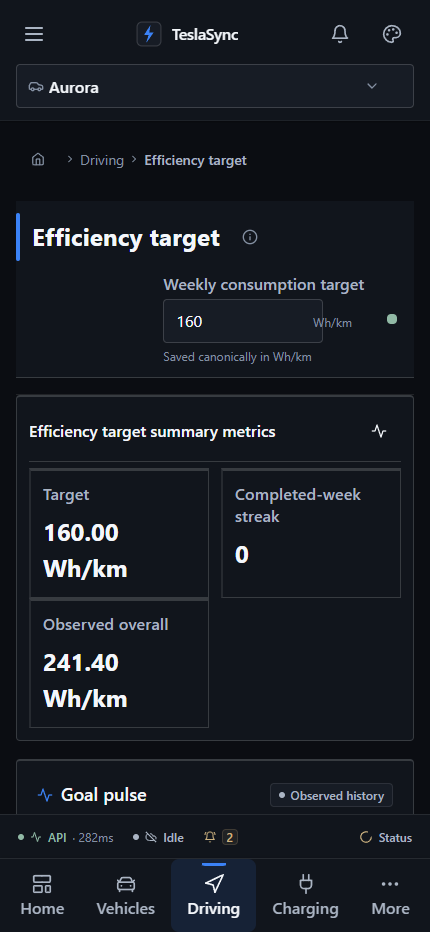 TeslaSync
Aurora
Driving
Efficiency target
Efficiency target
Weekly consumption target
160
Wh/km
Saved canonically in Wh/km
Efficiency target summary metrics
Target
160.00
Wh/km
Completed-week
streak
0
Observed overall
241.40
Wh/km
Goal pulse
Observed history
API · 282ms
Idle
2
Status
Home
Vehicles
Driving
Charging
More